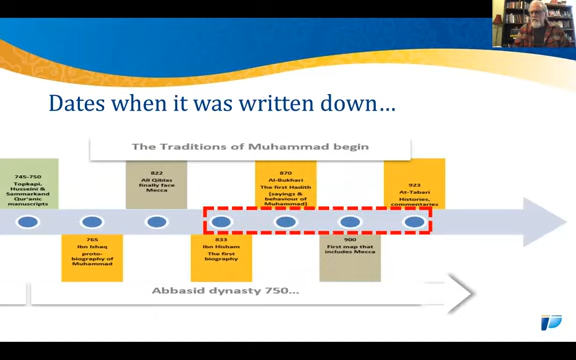 Dates when it was written down…
The Traditions of Muhammad begin
745-750
Topkapi,
Husseini &
Sammarkand
Qur'anic
manuscripts
822
All Qiblas
finally face
Mecca
870
Al-Bukhari
The first Hadith
[sayings &
behaviour of
Muhammad]
923
At-Tabari
Histories,
commentaries
765
Ibn Ishaq
proto-
biography of
Muhammad
833
Ibn Hisham
The first
biography
900
First map that
includes Mecca
Abbasid dynasty 750…